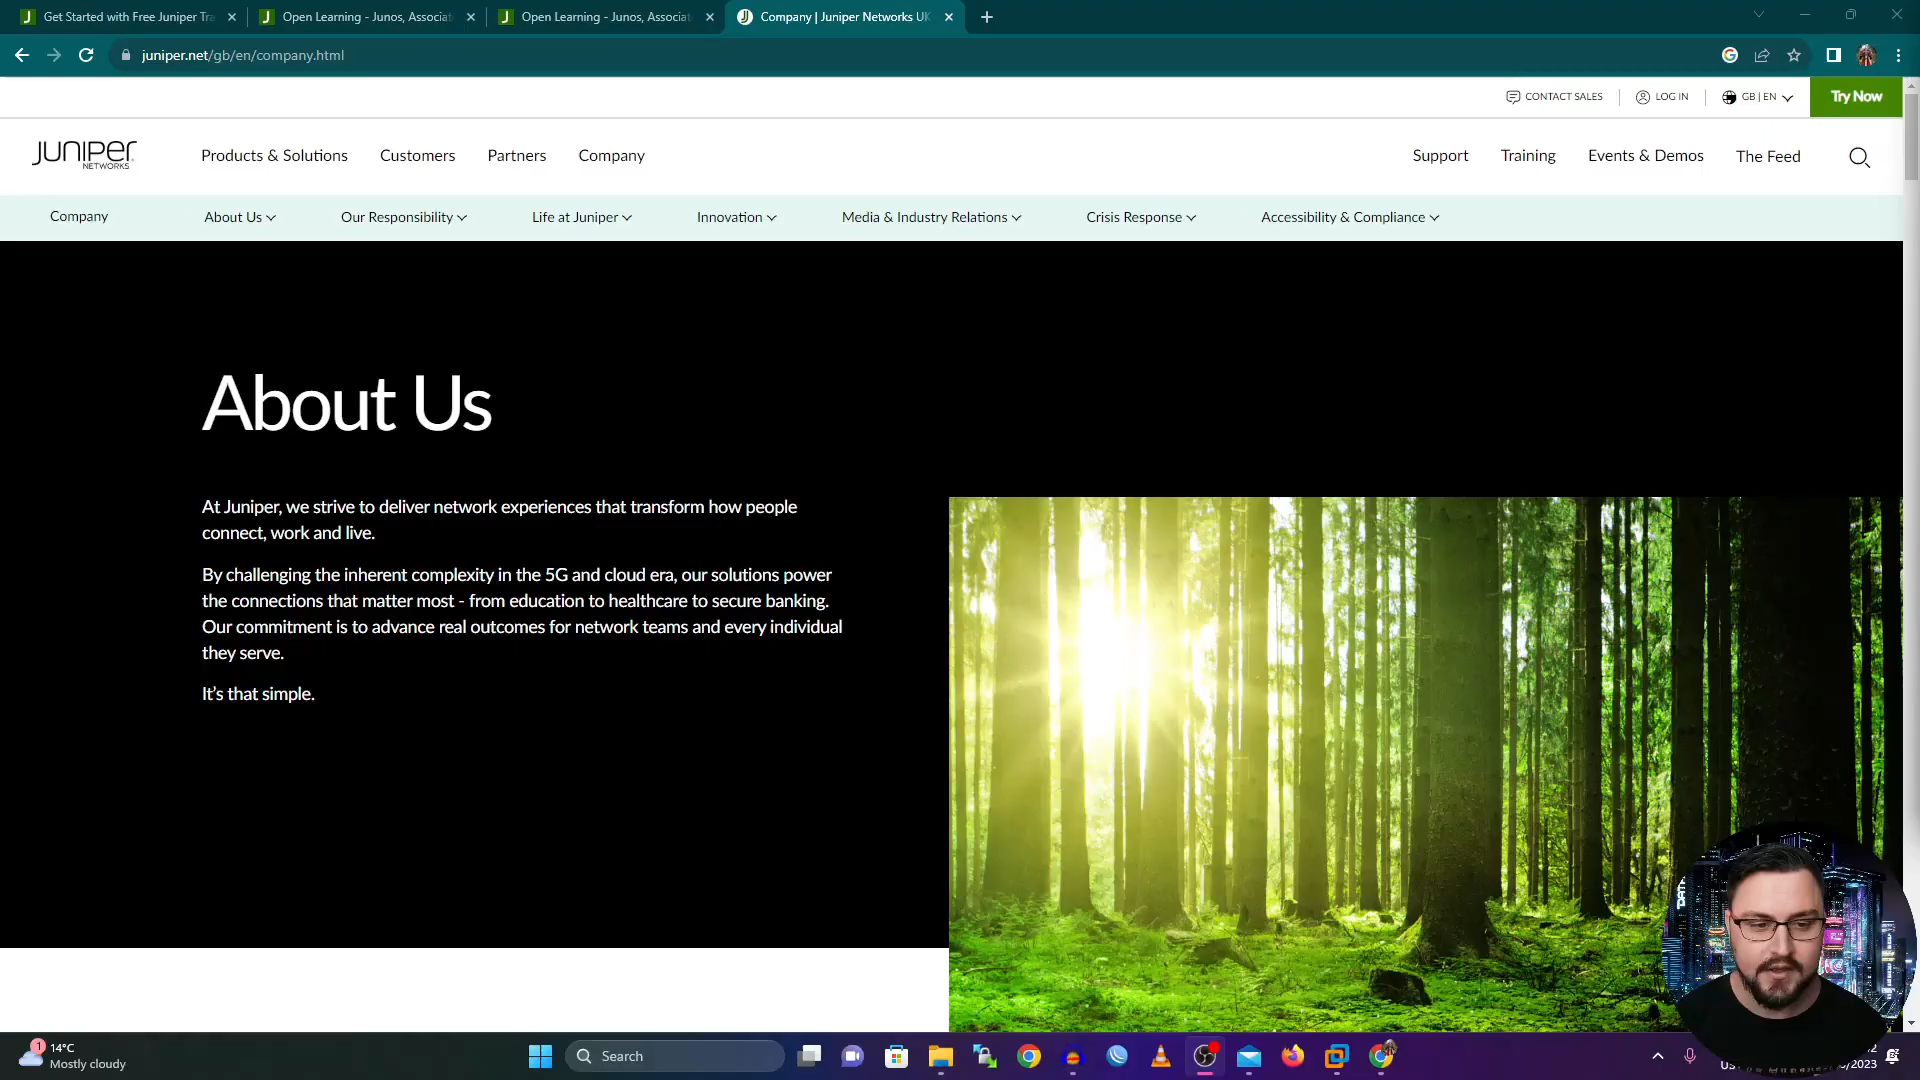 Get Started with Free Juniper Tra
Open Learning - Junos, Associat
Open Learning - Junos, Associat
Company | Juniper Networks UK
juniper.net/gb/en/company.html
CONTACT SALES
LOG IN
GB | EN
Try Now
JUNIPER
NETWORKS
Products & Solutions
Customers
Partners
Company
Support
Training
Events & Demos
The Feed
Company
About Us
Our Responsibility
Life at Juniper
Innovation
Media & Industry Relations
Crisis Response
Accessibility & Compliance
About Us
At Juniper, we strive to deliver network experiences that transform how people
connect, work and live.
By challenging the inherent complexity in the 5G and cloud era, our solutions power
the connections that matter most - from education to healthcare to secure banking.
Our commitment is to advance real outcomes for network teams and every individual
they serve.
It's that simple.
1
14°C
Mostly cloudy
Search